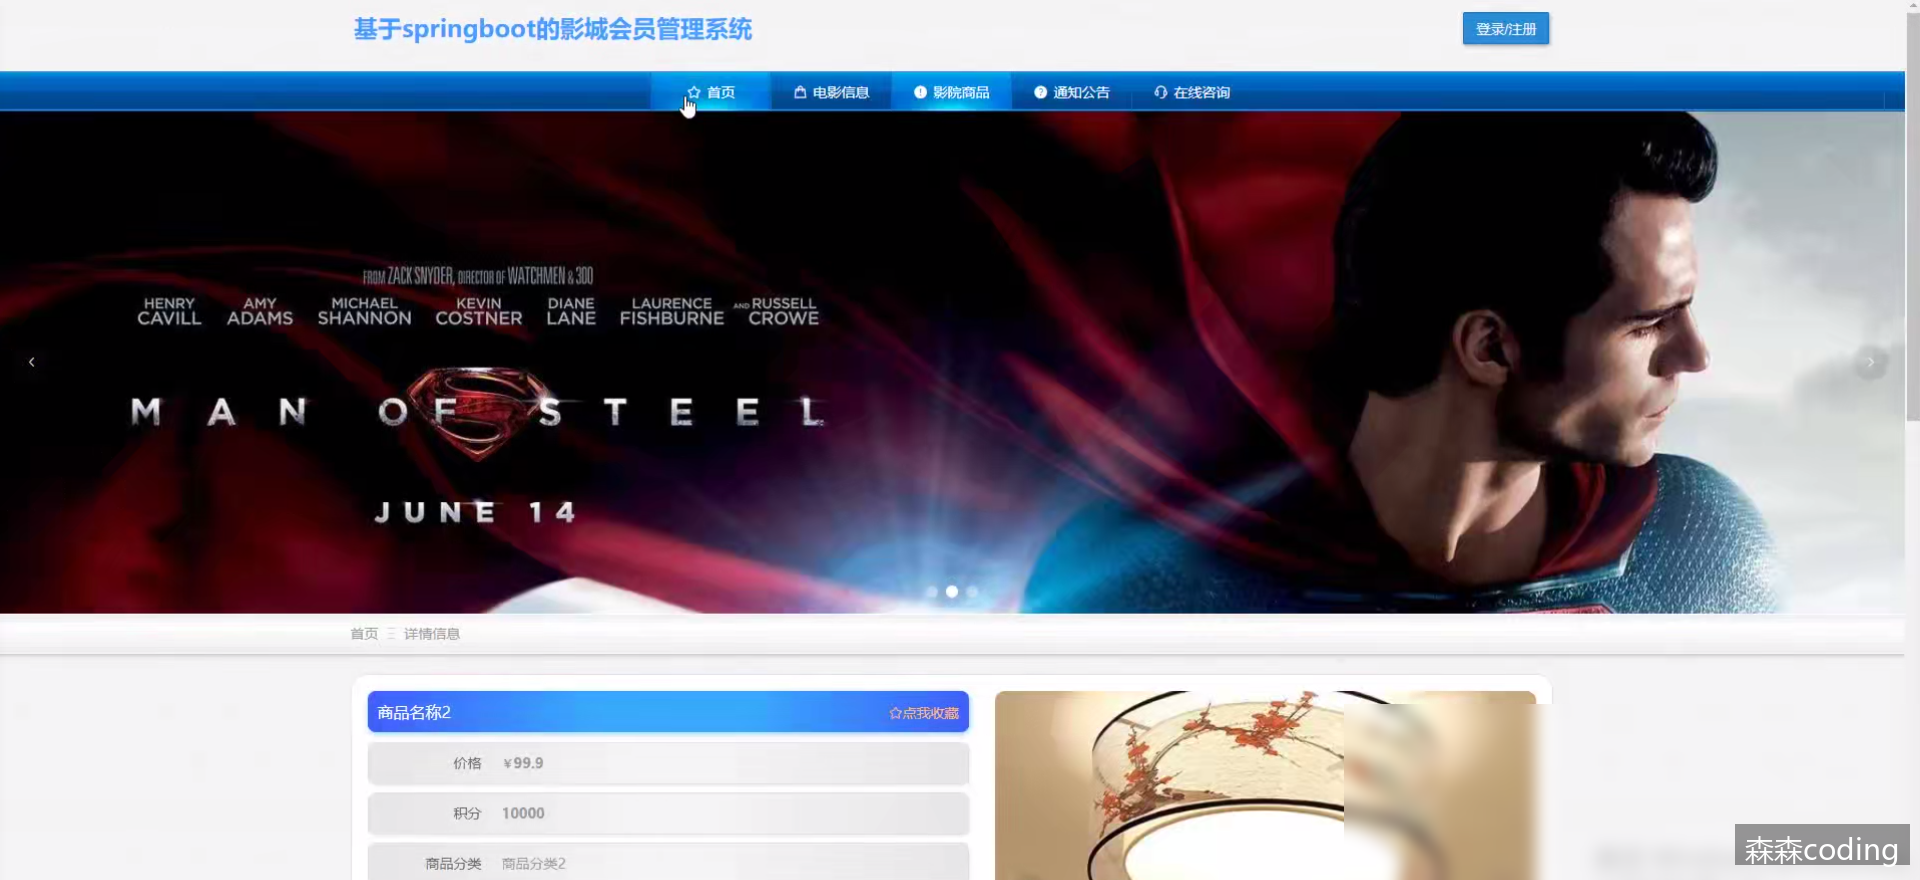 基于springboot的影城会员管理系统
登录/注册
首页
电影信息
影院商品
通知公告
在线咨询
FROM ZACK SNYDER, DIRECTOR OF WATCHMEN & 300
HENRY CAVILL
AMY ADAMS
MICHAEL SHANNON
KEVIN COSTNER
DIANE LANE
LAURENCE FISHBURNE
AND RUSSELL CROWE
MAN OF STEEL
JUNE 14
首页 详情信息
商品名称2
点我收藏
价格 ¥99.9
积分 10000
商品分类 商品分类2
森森coding